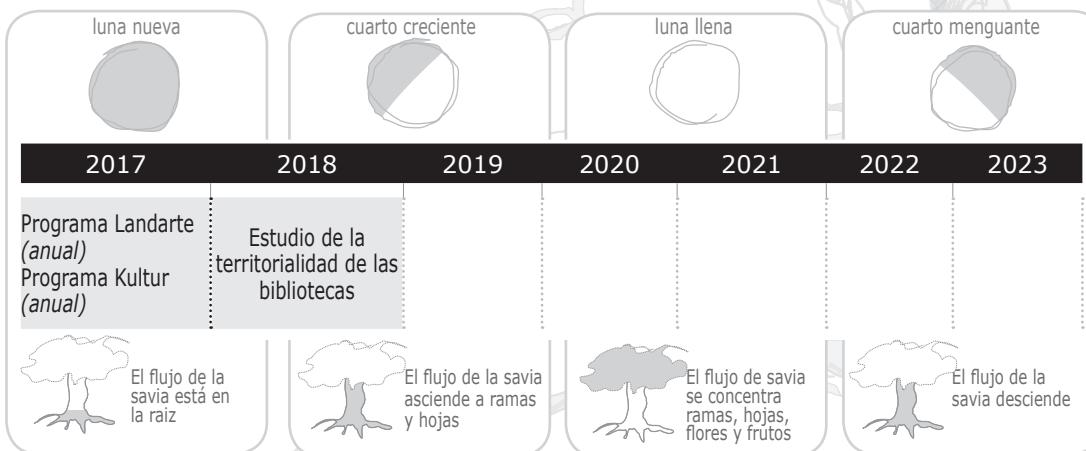 luna nueva
cuarto creciente
luna llena
cuarto menguante
2017
2018
2019
2020
2021
2022
2023
Programa Landarte
(anual)
Programa Kultur
(anual)
Estudio de la
territorialidad de las
bibliotecas
El flujo de la
savia está en
la raiz
El flujo de la savia
asciende a ramas
y hojas
El flujo de savia
se concentra
ramas, hojas,
flores y frutos
El flujo de la
savia desciende